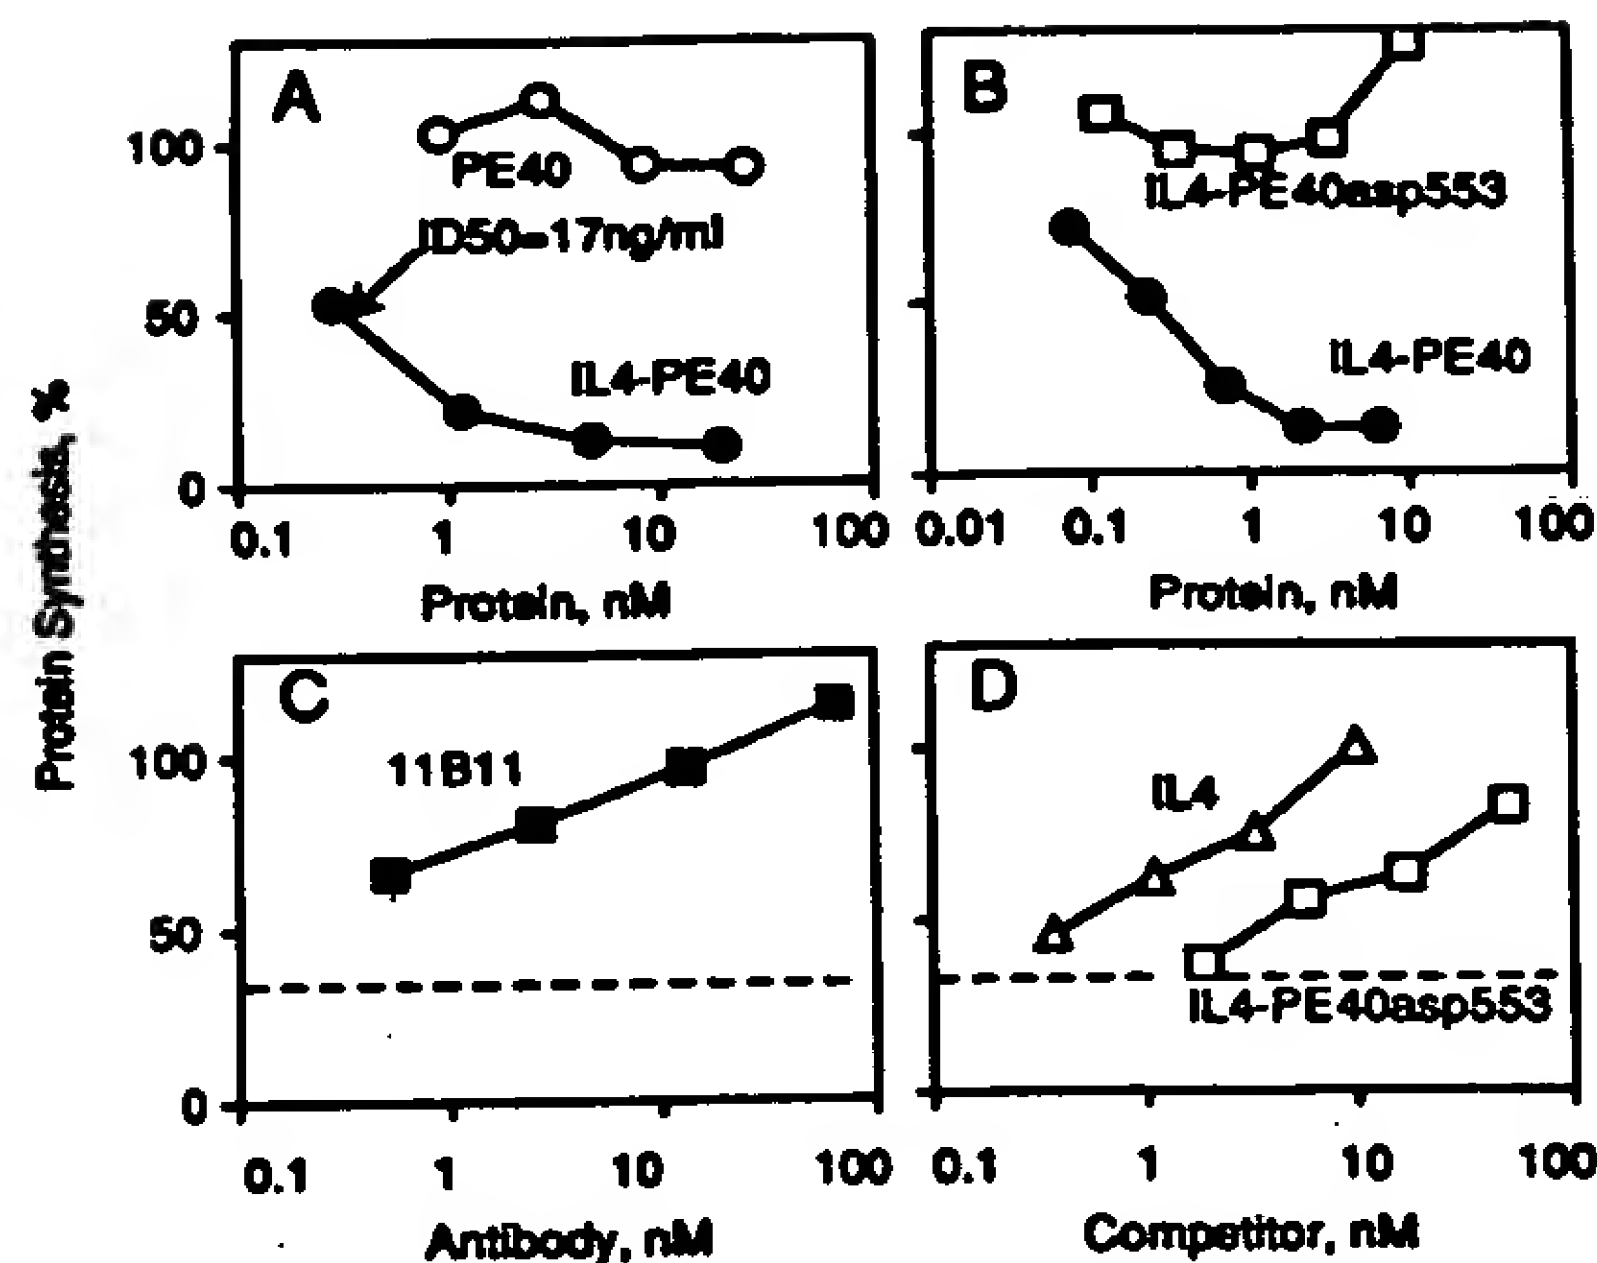 Protein Synthesis, %
A
100
50
0
PE40
ID50=17ng/ml
IL4-PE40
0.1 1 10 100
Protein, nM
B
IL4-PE40asp553
IL4-PE40
0.01 0.1 1 10 100
Protein, nM
C
100
50
0
11B11
0.1 1 10 100
Antibody, nM
D
IL4
IL4-PE40asp553
0.1 1 10 100
Competitor, nM